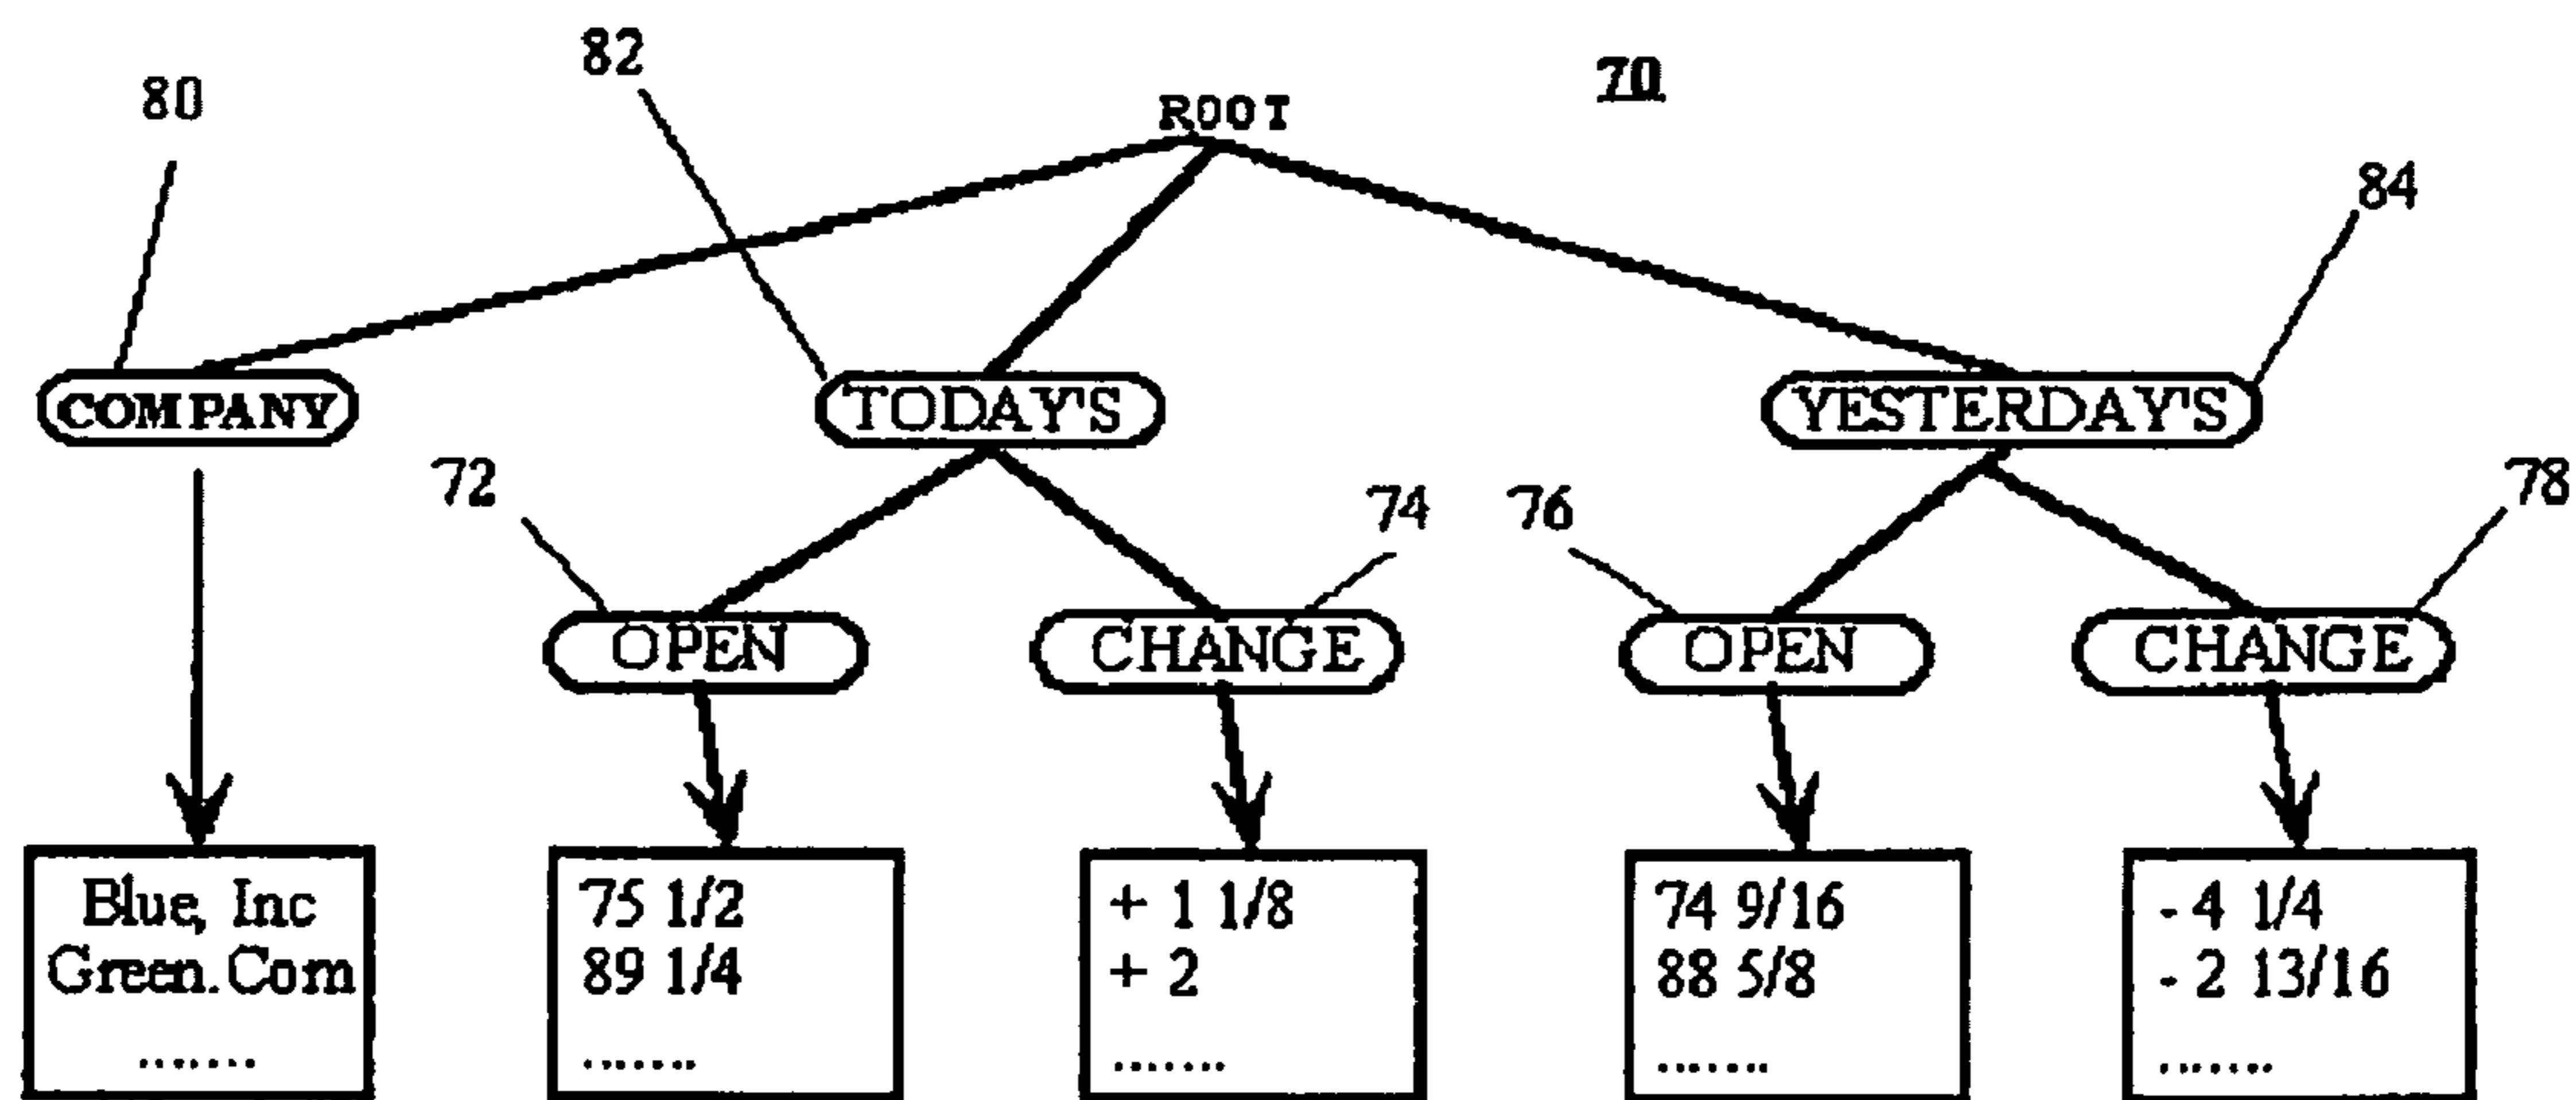 82
70
80
ROOT
84
COMPANY
TODAY'S
YESTERDAY'S
72
74
76
78
OPEN
CHANGE
OPEN
CHANGE
Blue, Inc
Green.Com
.......
75 1/2
89 1/4
.......
+ 1 1/8
+ 2
.......
74 9/16
88 5/8
.......
- 4 1/4
- 2 13/16
.......